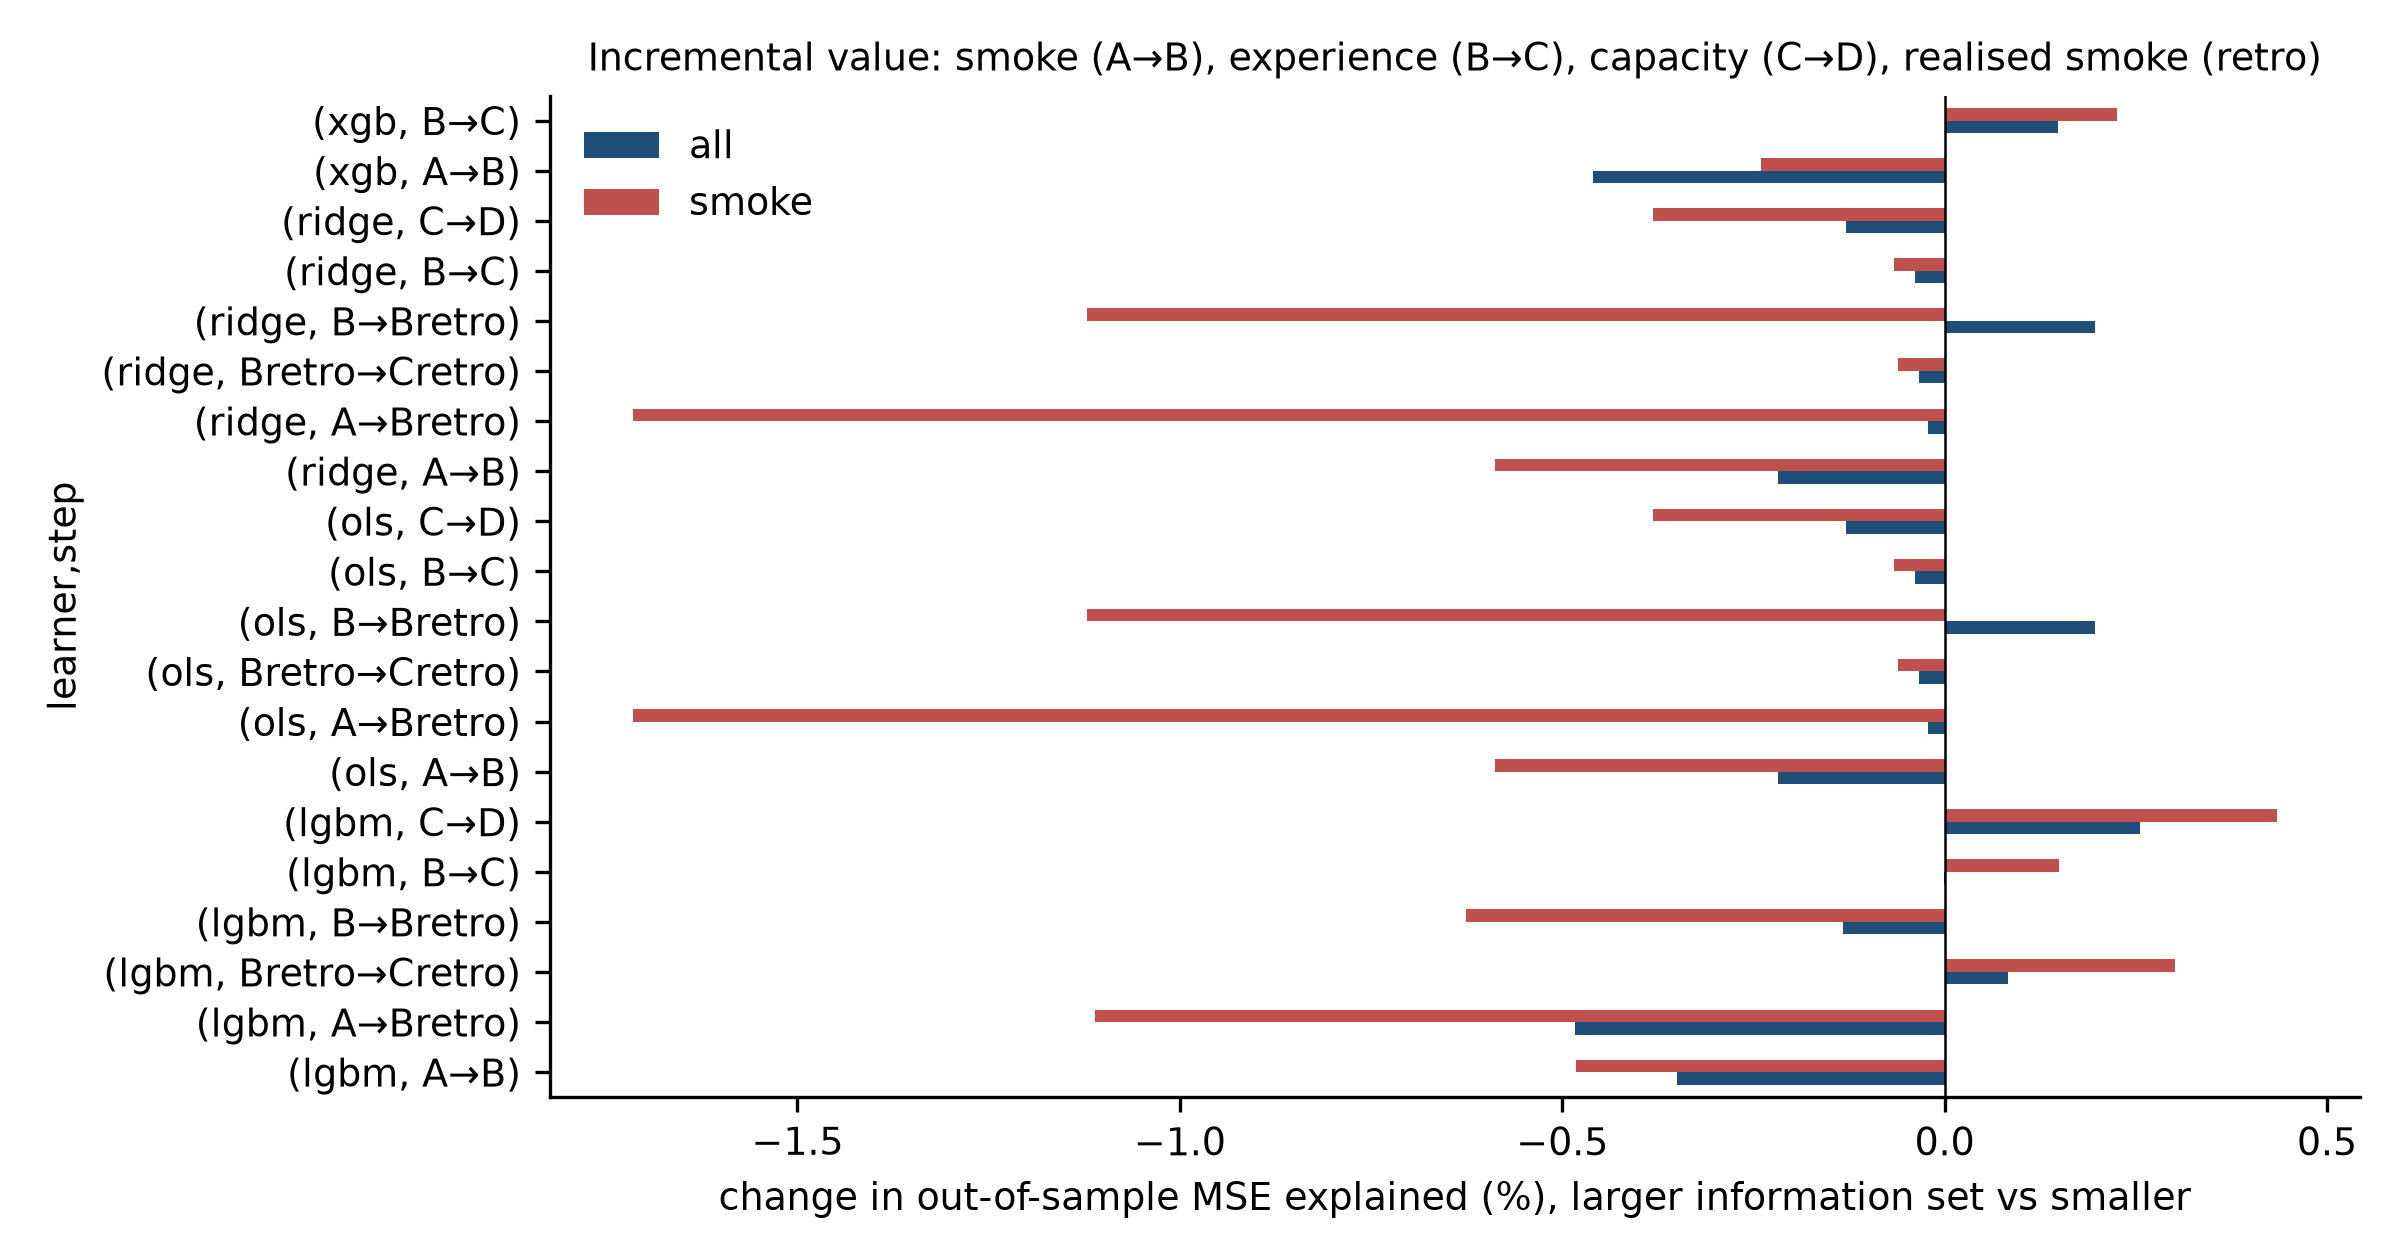 Incremental value: smoke (A→B), experience (B→C), capacity (C→D), realised smoke (retro)
all
smoke
(xgb, B→C)
(xgb, A→B)
(ridge, C→D)
(ridge, B→C)
(ridge, B→Bretro)
(ridge, Bretro→Cretro)
(ridge, A→Bretro)
(ridge, A→B)
(ols, C→D)
(ols, B→C)
(ols, B→Bretro)
(ols, Bretro→Cretro)
(ols, A→Bretro)
(ols, A→B)
(lgbm, C→D)
(lgbm, B→C)
(lgbm, B→Bretro)
(lgbm, Bretro→Cretro)
(lgbm, A→Bretro)
(lgbm, A→B)
learner,step
−1.5 −1.0 −0.5 0.0 0.5
change in out-of-sample MSE explained (%), larger information set vs smaller